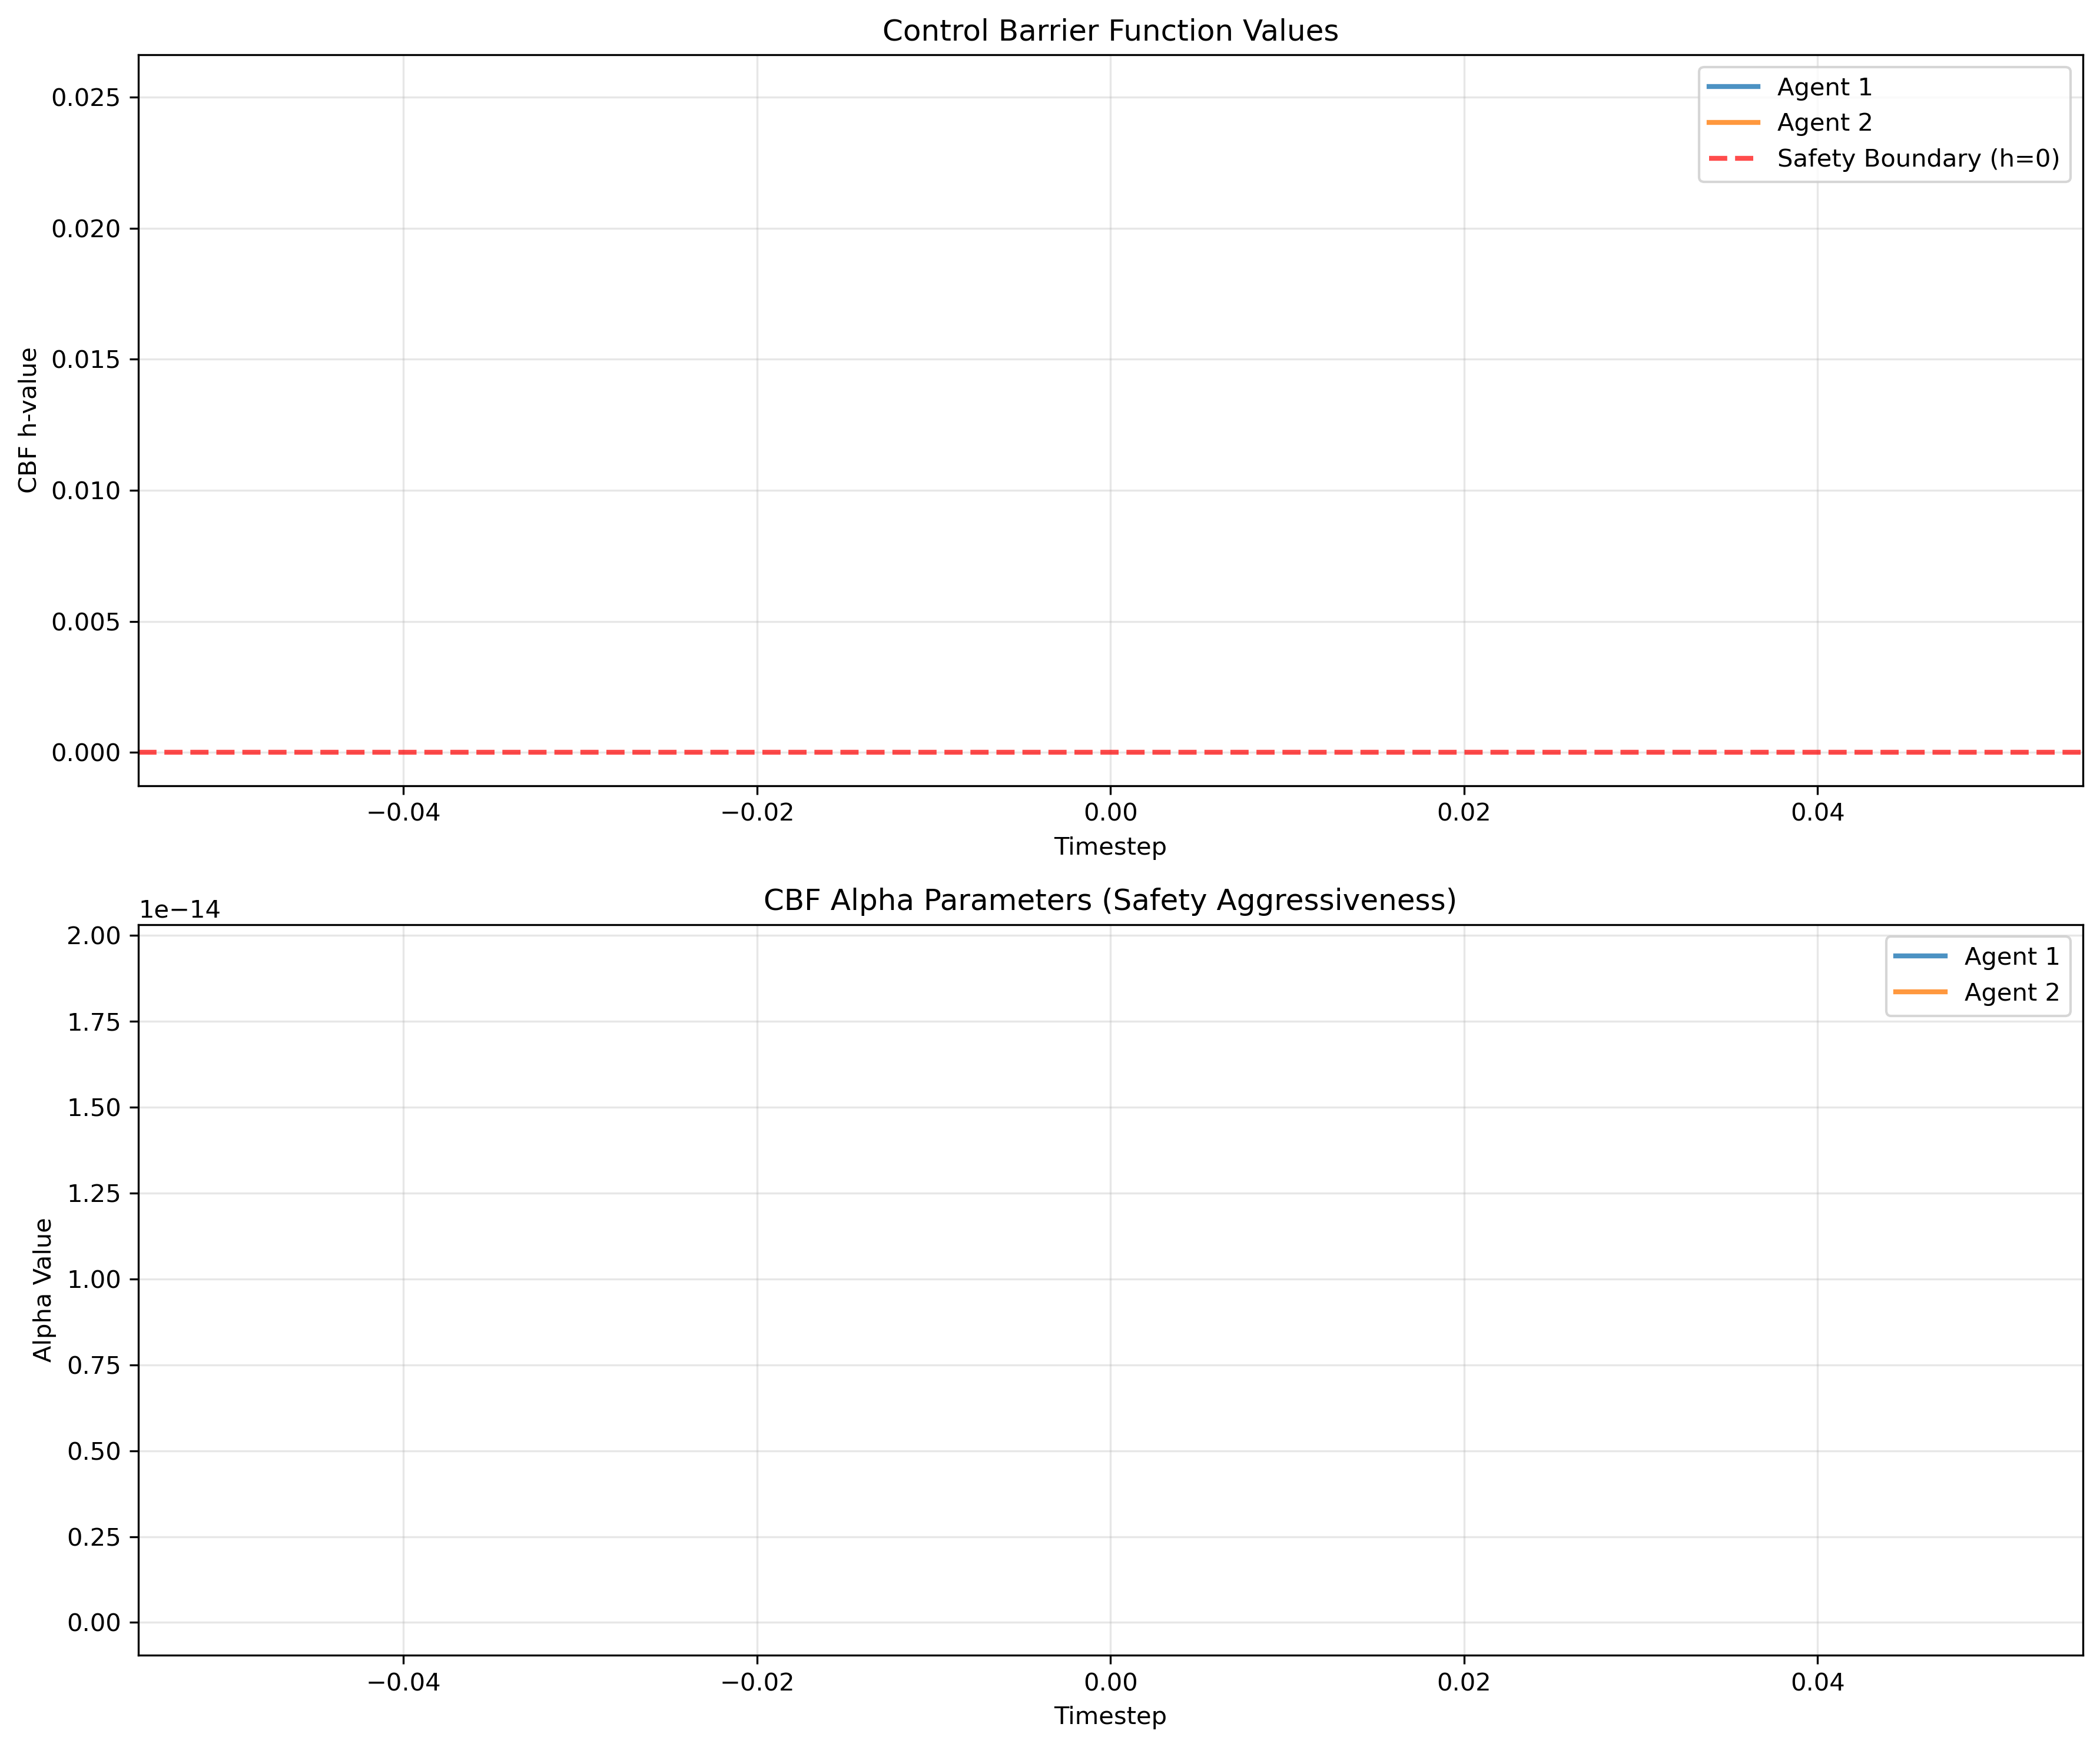 Control Barrier Function Values
Agent 1
Agent 2
Safety Boundary (h=0)
CBF h-value
0.025
0.020
0.015
0.010
0.005
0.000
−0.04
−0.02
0.00
0.02
0.04
Timestep
CBF Alpha Parameters (Safety Aggressiveness)
1e−14
Agent 1
Agent 2
Alpha Value
2.00
1.75
1.50
1.25
1.00
0.75
0.50
0.25
0.00
−0.04
−0.02
0.00
0.02
0.04
Timestep